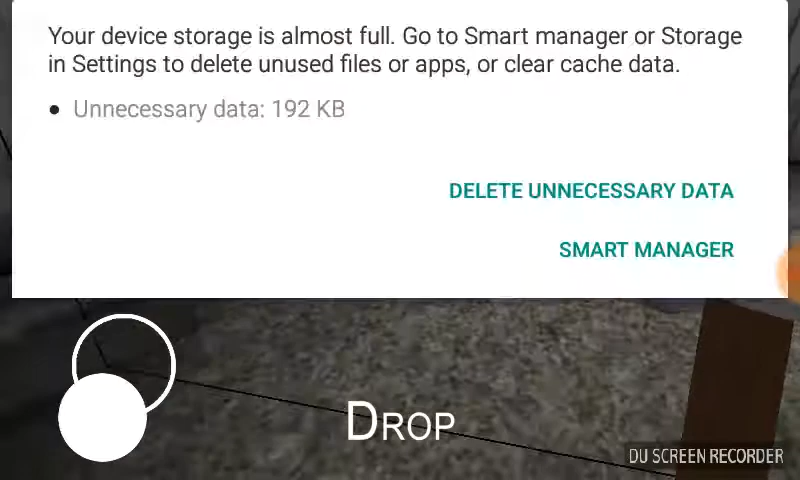 Your device storage is almost full. Go to Smart manager or Storage
in Settings to delete unused files or apps, or clear cache data.
● Unnecessary data: 192 KB
DELETE UNNECESSARY DATA
SMART MANAGER
DROP
DU SCREEN RECORDER